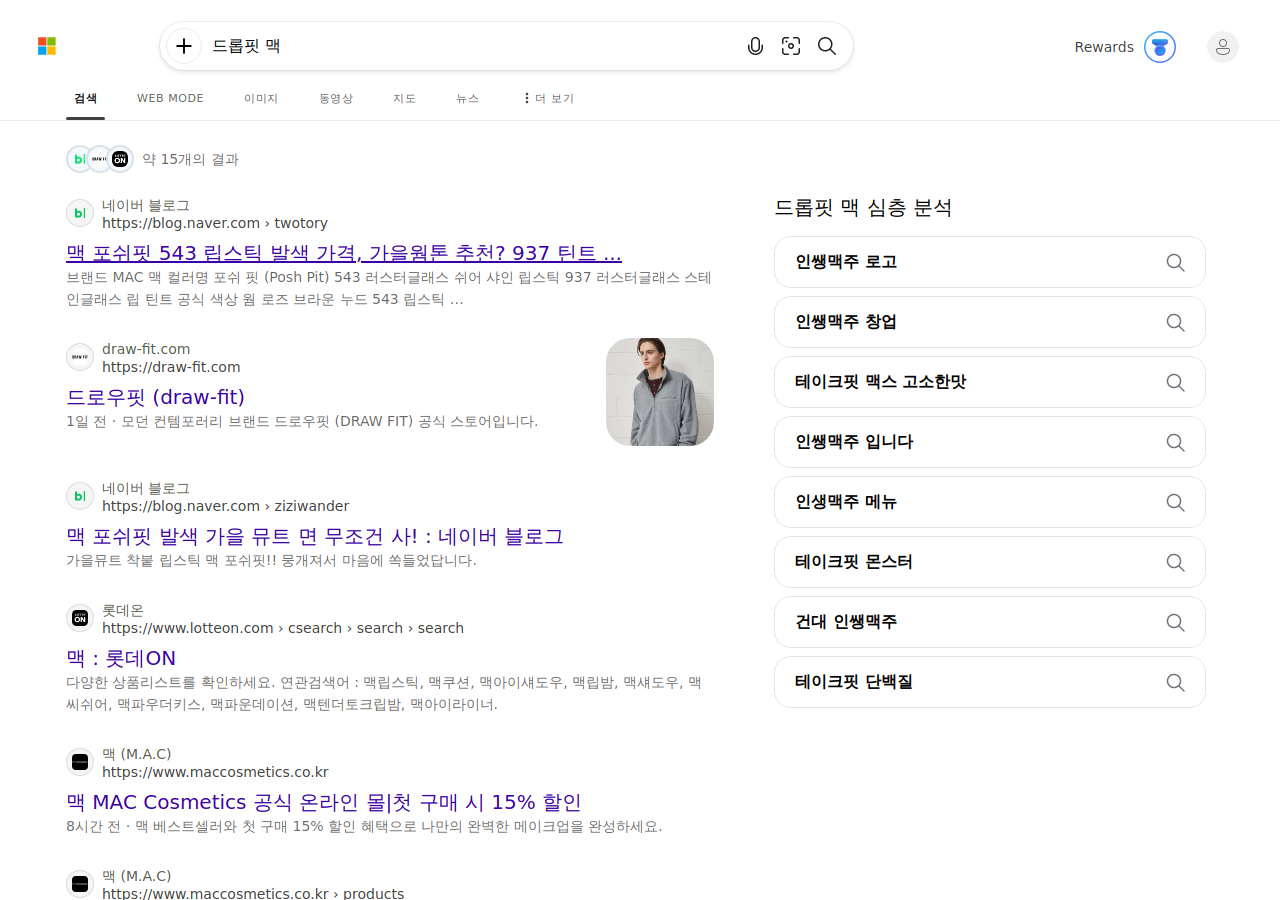 드롭핏 맥
Rewards
검색
WEB MODE
이미지
동영상
지도
뉴스
더 보기
약 15개의 결과
네이버 블로그
https://blog.naver.com › twotory
맥 포쉬핏 543 립스틱 발색 가격, 가을웜톤 추천? 937 틴트 ...
브랜드 MAC 맥 컬러명 포쉬 핏 (Posh Pit) 543 러스터글래스 쉬어 샤인 립스틱 937 러스터글래스 스테
인글래스 립 틴트 공식 색상 웜 로즈 브라운 누드 543 립스틱 …
draw-fit.com
https://draw-fit.com
드로우핏 (draw-fit)
1일 전 · 모던 컨템포러리 브랜드 드로우핏 (DRAW FIT) 공식 스토어입니다.
네이버 블로그
https://blog.naver.com › ziziwander
맥 포쉬핏 발색 가을 뮤트 면 무조건 사! : 네이버 블로그
가을뮤트 착붙 립스틱 맥 포쉬핏!! 뭉개져서 마음에 쏙들었답니다.
롯데온
https://www.lotteon.com › csearch › search › search
맥 : 롯데ON
다양한 상품리스트를 확인하세요. 연관검색어 : 맥립스틱, 맥쿠션, 맥아이섀도우, 맥립밤, 맥섀도우, 맥
씨쉬어, 맥파우더키스, 맥파운데이션, 맥텐더토크립밤, 맥아이라이너.
맥 (M.A.C)
https://www.maccosmetics.co.kr
맥 MAC Cosmetics 공식 온라인 몰|첫 구매 시 15% 할인
8시간 전 · 맥 베스트셀러와 첫 구매 15% 할인 혜택으로 나만의 완벽한 메이크업을 완성하세요.
맥 (M.A.C)
https://www.maccosmetics.co.kr › products
드롭핏 맥 심층 분석
인쌩맥주 로고
인쌩맥주 창업
테이크핏 맥스 고소한맛
인쌩맥주 입니다
인생맥주 메뉴
테이크핏 몬스터
건대 인쌩맥주
테이크핏 단백질